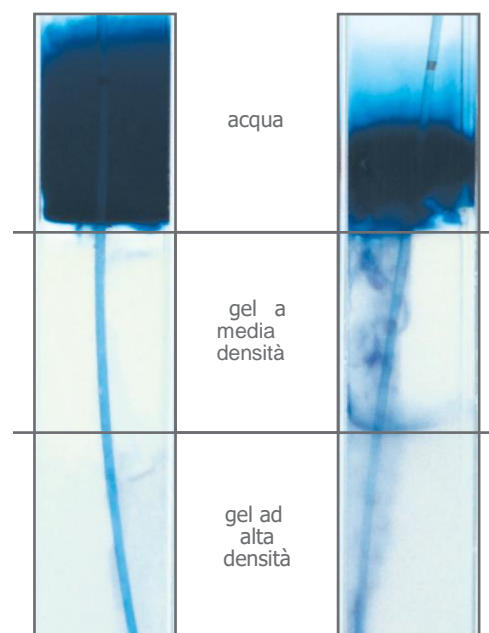 acqua
gel a
media
densità
gel ad
alta
densità